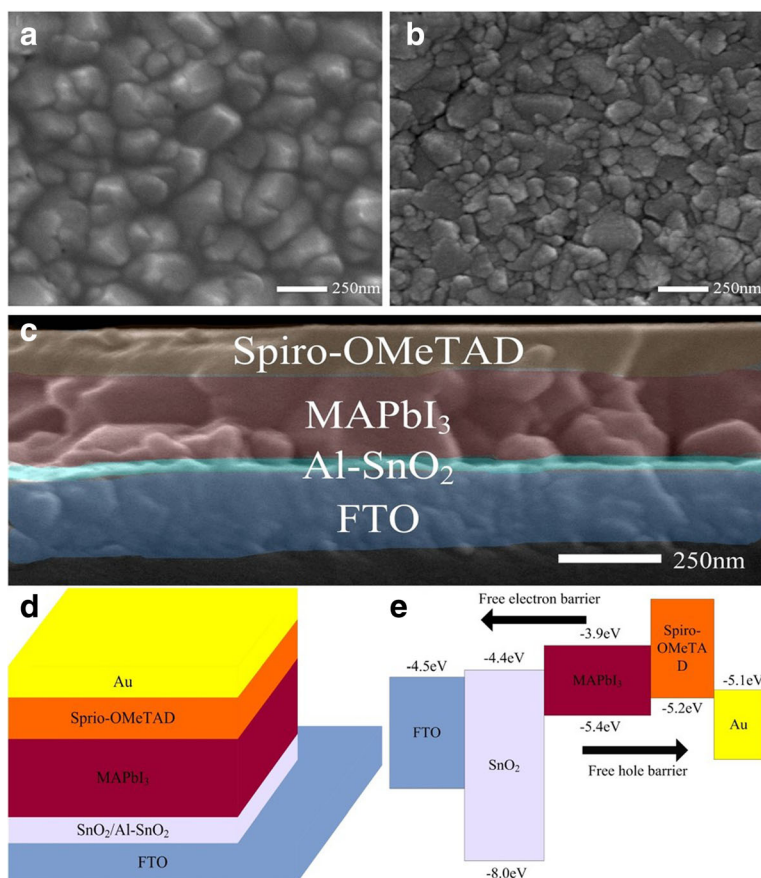 a
b
250nm
250nm
c
Spiro-OMeTAD
MAPbI₃
Al-SnO₂
FTO
250nm
d
Au
Sprio-OMeTAD
MAPbI₃
SnO₂/Al-SnO₂
FTO
e
Free electron barrier
-3.9eV
Spiro-
OMeTA
D
-4.5eV
-4.4eV
-5.1eV
MAPbI₃
-5.2eV
-5.4eV
Au
FTO
SnO₂
Free hole barrier
-8.0eV